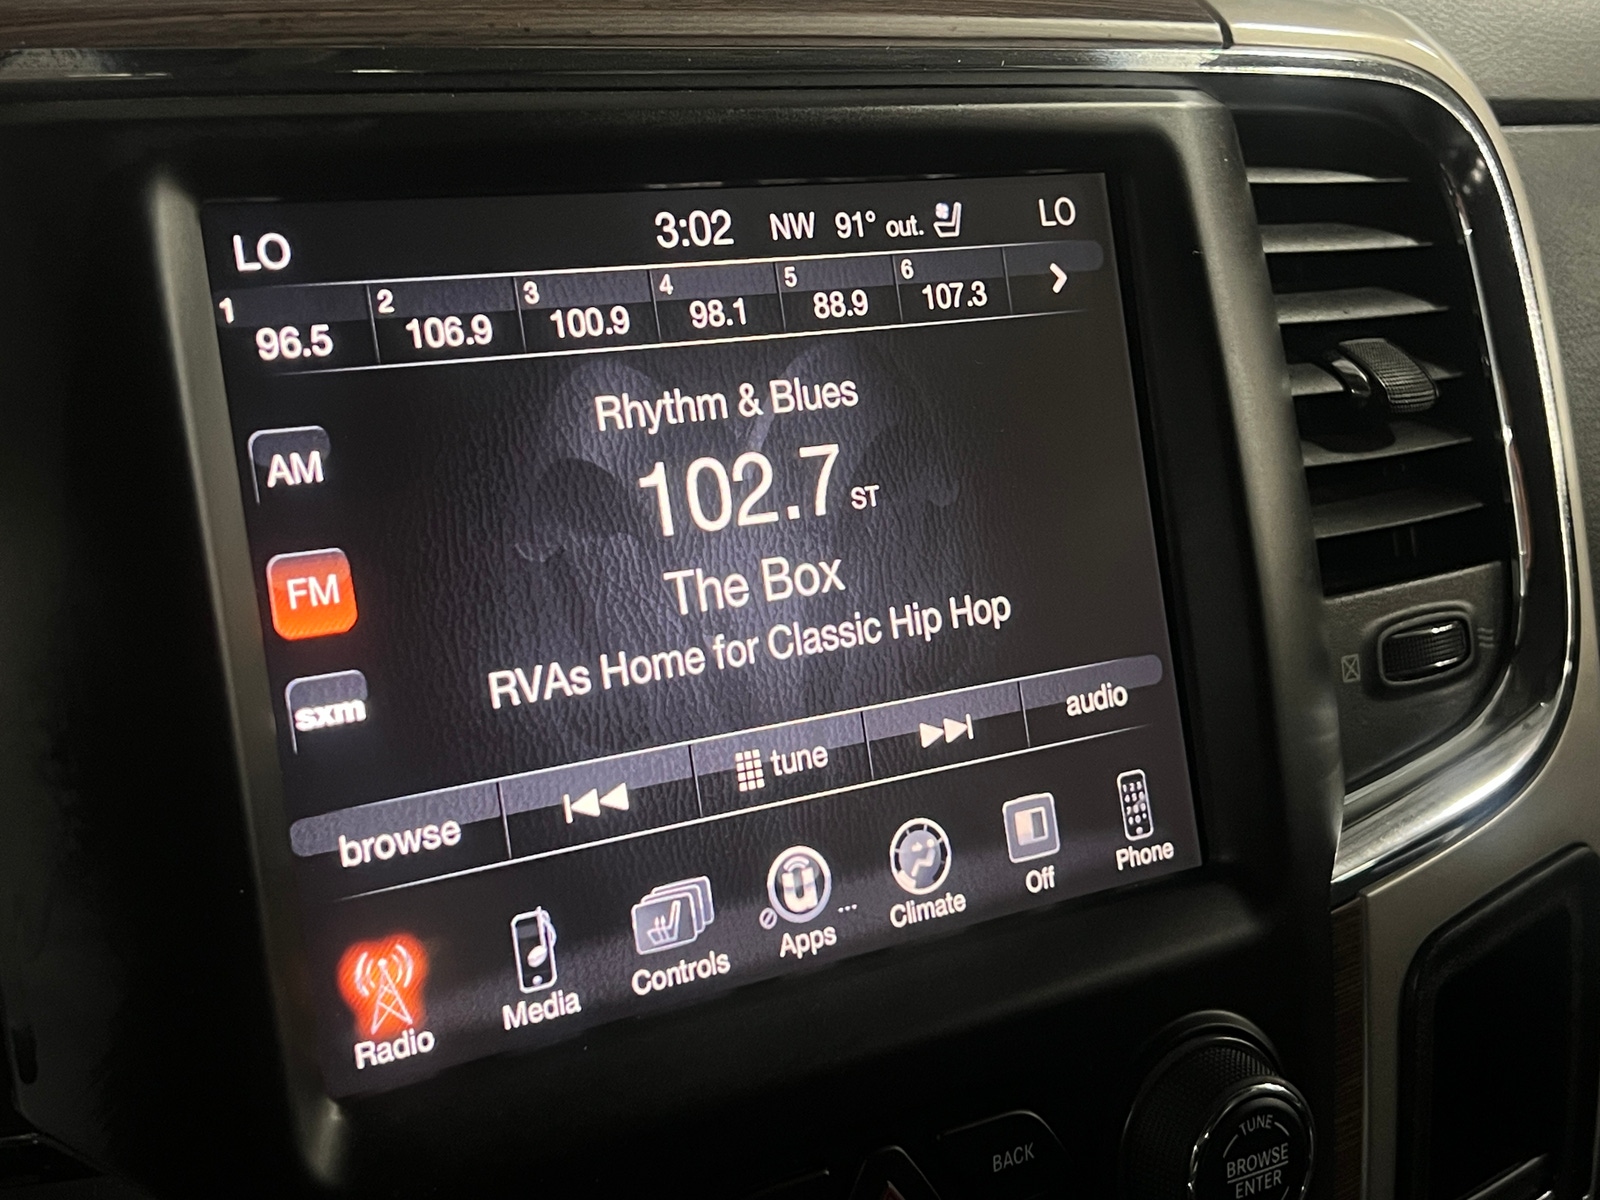 LO 3:02 NW 91° out. LO
1 2 3 4 5 6
96.5 106.9 100.9 98.1 88.9 107.3
Rhythm & Blues
AM
102.7 ST
FM
The Box
RVAs Home for Classic Hip Hop
sxm
browse tune audio
Radio Media Controls Apps ... Climate Off Phone
BACK
TUNE
BROWSE
ENTER